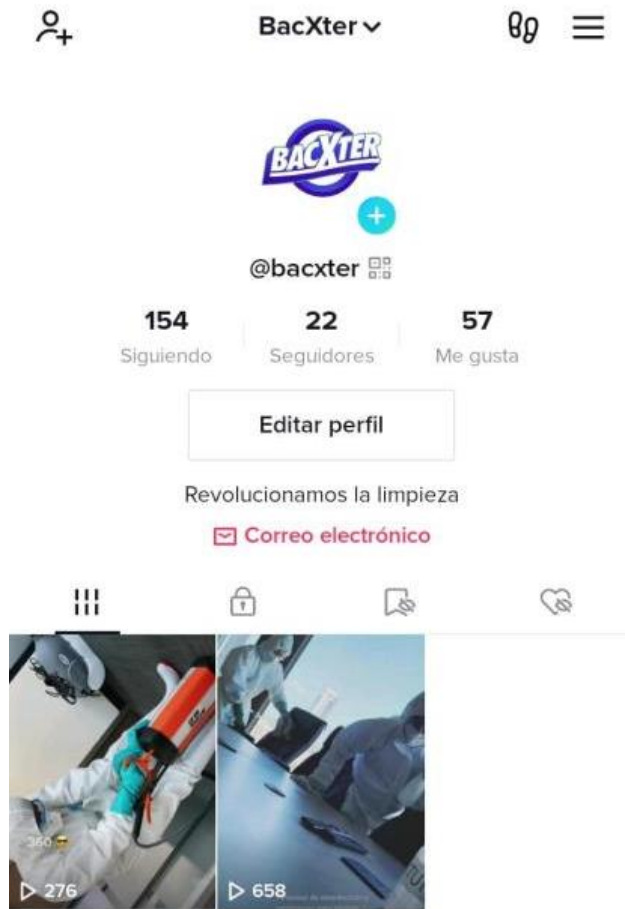 BacXter
BACXTER
@bacxter
154 22 57
Siguiendo Seguidores Me gusta
Editar perfil
Revolucionamos la limpieza
Correo electrónico
360
276 658